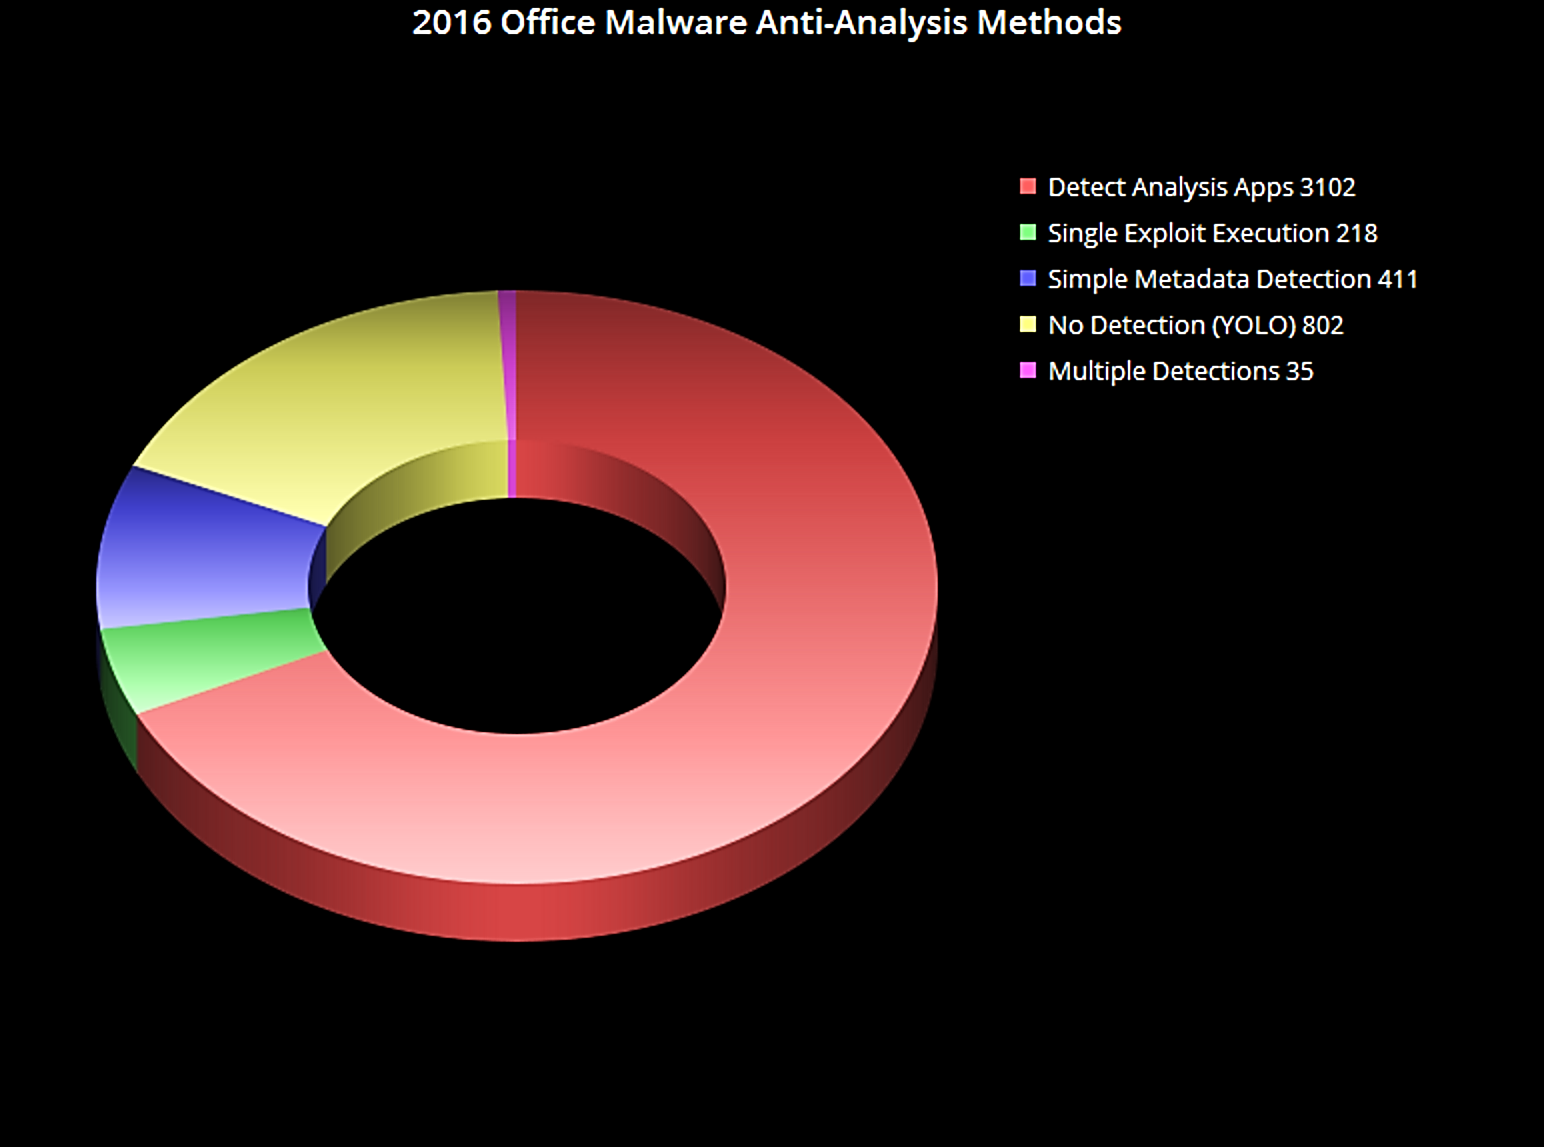 2016 Office Malware Anti-Analysis Methods
Detect Analysis Apps 3102
Single Exploit Execution 218
Simple Metadata Detection 411
No Detection (YOLO) 802
Multiple Detections 35